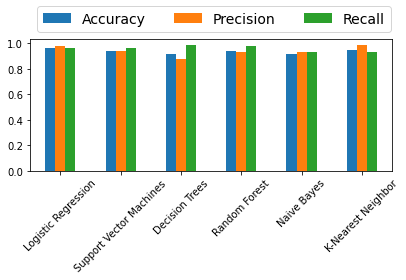 Accuracy Precision Recall
1.0
0.8
0.6
0.4
0.2
0.0
Logistic Regression
Support Vector Machines
Decision Trees
Random Forest
Naive Bayes
K-Nearest Neighbor